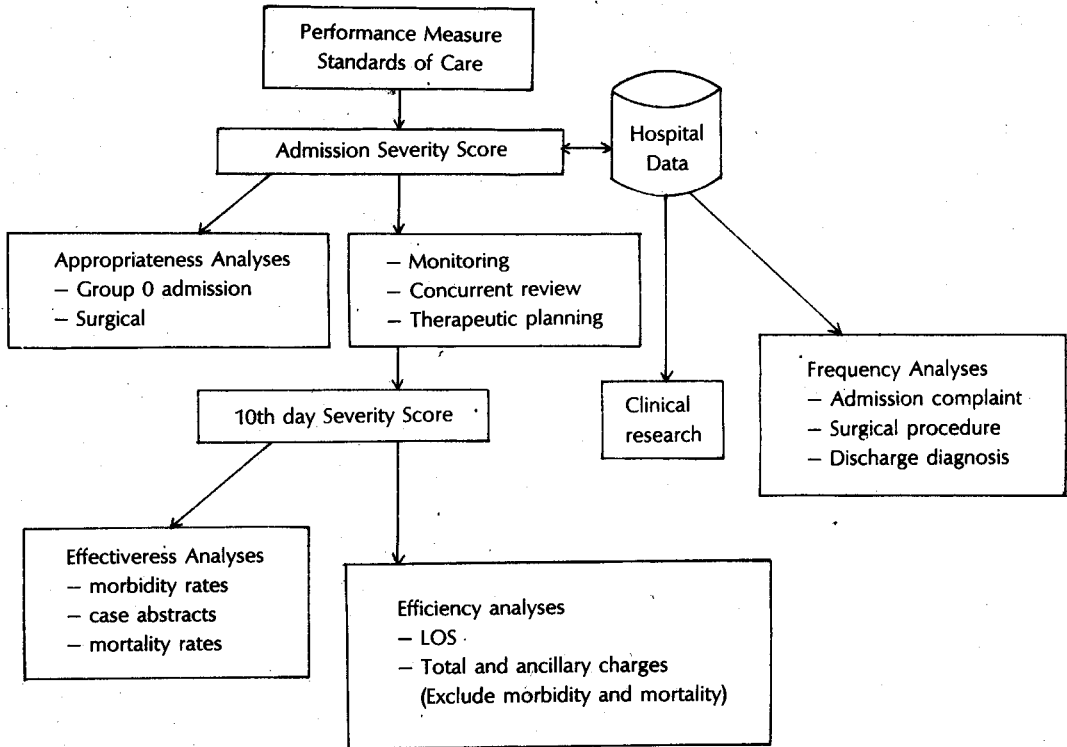 Performance Measure
Standards of Care
Admission Severity Score
Hospital
Data
Appropriateness Analyses
– Group 0 admission
– Surgical
– Monitoring
– Concurrent review
– Therapeutic planning
10th day Severity Score
Clinical
research
Frequency Analyses
– Admission complaint
– Surgical procedure
– Discharge diagnosis
Effectiveress Analyses
– morbidity rates
– case abstracts
– mortality rates
Efficiency analyses
– LOS
– Total and ancillary charges
(Exclude morbidity and mortality)